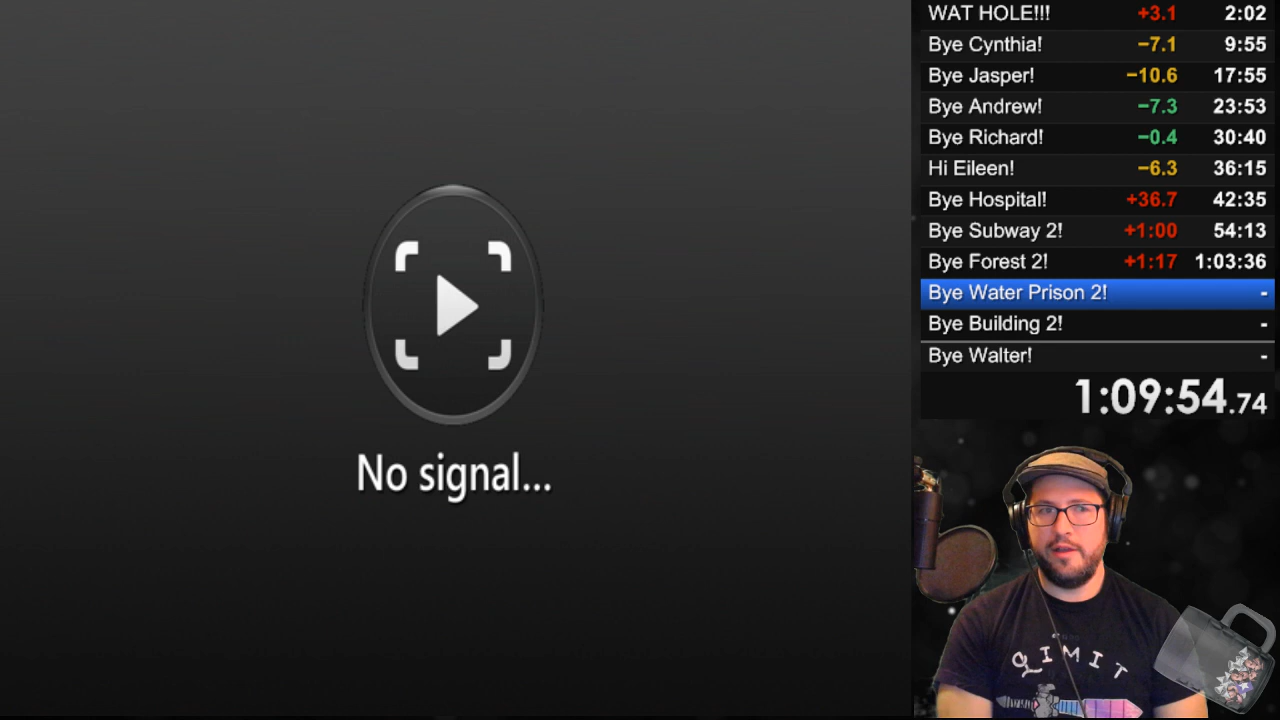 WAT HOLE!!! +3.1 2:02
Bye Cynthia! −7.1 9:55
Bye Jasper! −10.6 17:55
Bye Andrew! −7.3 23:53
Bye Richard! −0.4 30:40
Hi Eileen! −6.3 36:15
Bye Hospital! +36.7 42:35
Bye Subway 2! +1:00 54:13
Bye Forest 2! +1:17 1:03:36
Bye Water Prison 2! -
Bye Building 2! -
Bye Walter! -
1:09:54.74
No signal...
QIMIT